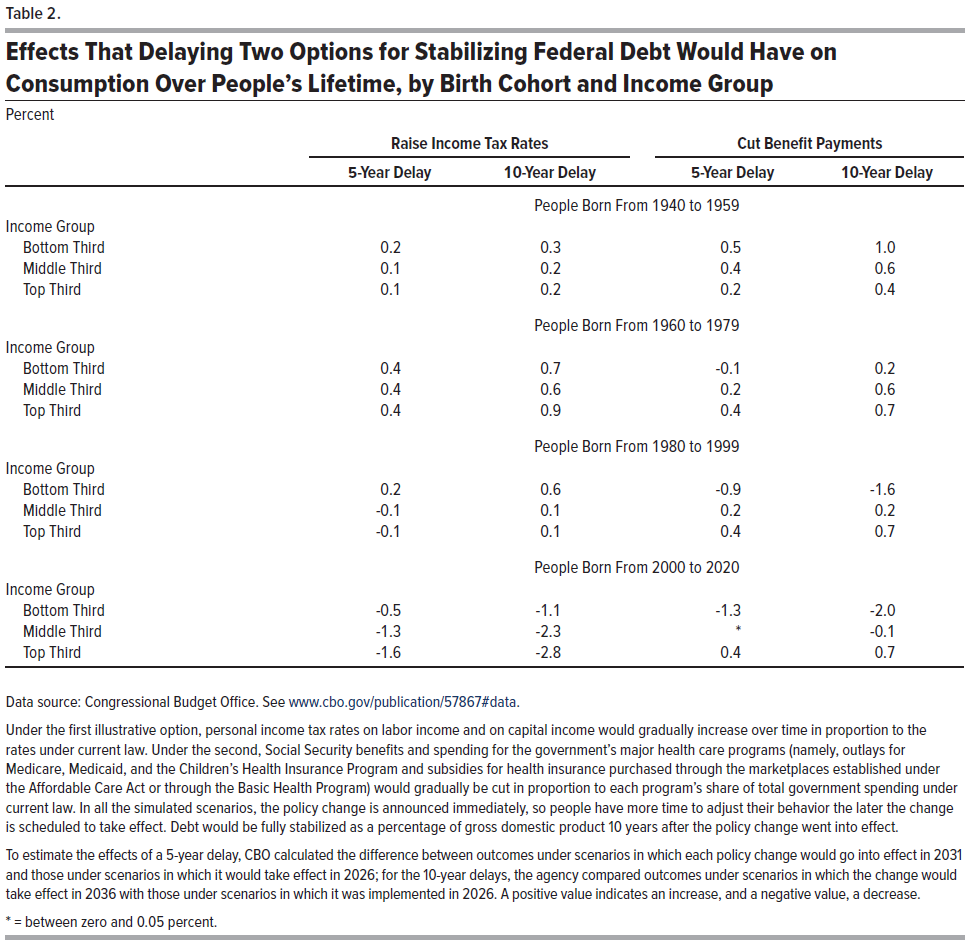 Table 2.
Effects That Delaying Two Options for Stabilizing Federal Debt Would Have on
Consumption Over People’s Lifetime, by Birth Cohort and Income Group
Percent
Raise Income Tax Rates Cut Benefit Payments
5-Year Delay 10-Year Delay 5-Year Delay 10-Year Delay
People Born From 1940 to 1959
Income Group
Bottom Third 0.2 0.3 0.5 1.0
Middle Third 0.1 0.2 0.4 0.6
Top Third 0.1 0.2 0.2 0.4
People Born From 1960 to 1979
Income Group
Bottom Third 0.4 0.7 -0.1 0.2
Middle Third 0.4 0.6 0.2 0.6
Top Third 0.4 0.9 0.4 0.7
People Born From 1980 to 1999
Income Group
Bottom Third 0.2 0.6 -0.9 -1.6
Middle Third -0.1 0.1 0.2 0.2
Top Third -0.1 0.1 0.4 0.7
People Born From 2000 to 2020
Income Group
Bottom Third -0.5 -1.1 -1.3 -2.0
Middle Third -1.3 -2.3 * -0.1
Top Third -1.6 -2.8 0.4 0.7
Data source: Congressional Budget Office. See www.cbo.gov/publication/57867#data.
Under the first illustrative option, personal income tax rates on labor income and on capital income would gradually increase over time in proportion to the
rates under current law. Under the second, Social Security benefits and spending for the government’s major health care programs (namely, outlays for
Medicare, Medicaid, and the Children’s Health Insurance Program and subsidies for health insurance purchased through the marketplaces established under
the Affordable Care Act or through the Basic Health Program) would gradually be cut in proportion to each program’s share of total government spending under
current law. In all the simulated scenarios, the policy change is announced immediately, so people have more time to adjust their behavior the later the change
is scheduled to take effect. Debt would be fully stabilized as a percentage of gross domestic product 10 years after the policy change went into effect.
To estimate the effects of a 5-year delay, CBO calculated the difference between outcomes under scenarios in which each policy change would go into effect in 2031
and those under scenarios in which it would take effect in 2026; for the 10-year delays, the agency compared outcomes under scenarios in which the change would
take effect in 2036 with those under scenarios in which it was implemented in 2026. A positive value indicates an increase, and a negative value, a decrease.
* = between zero and 0.05 percent.